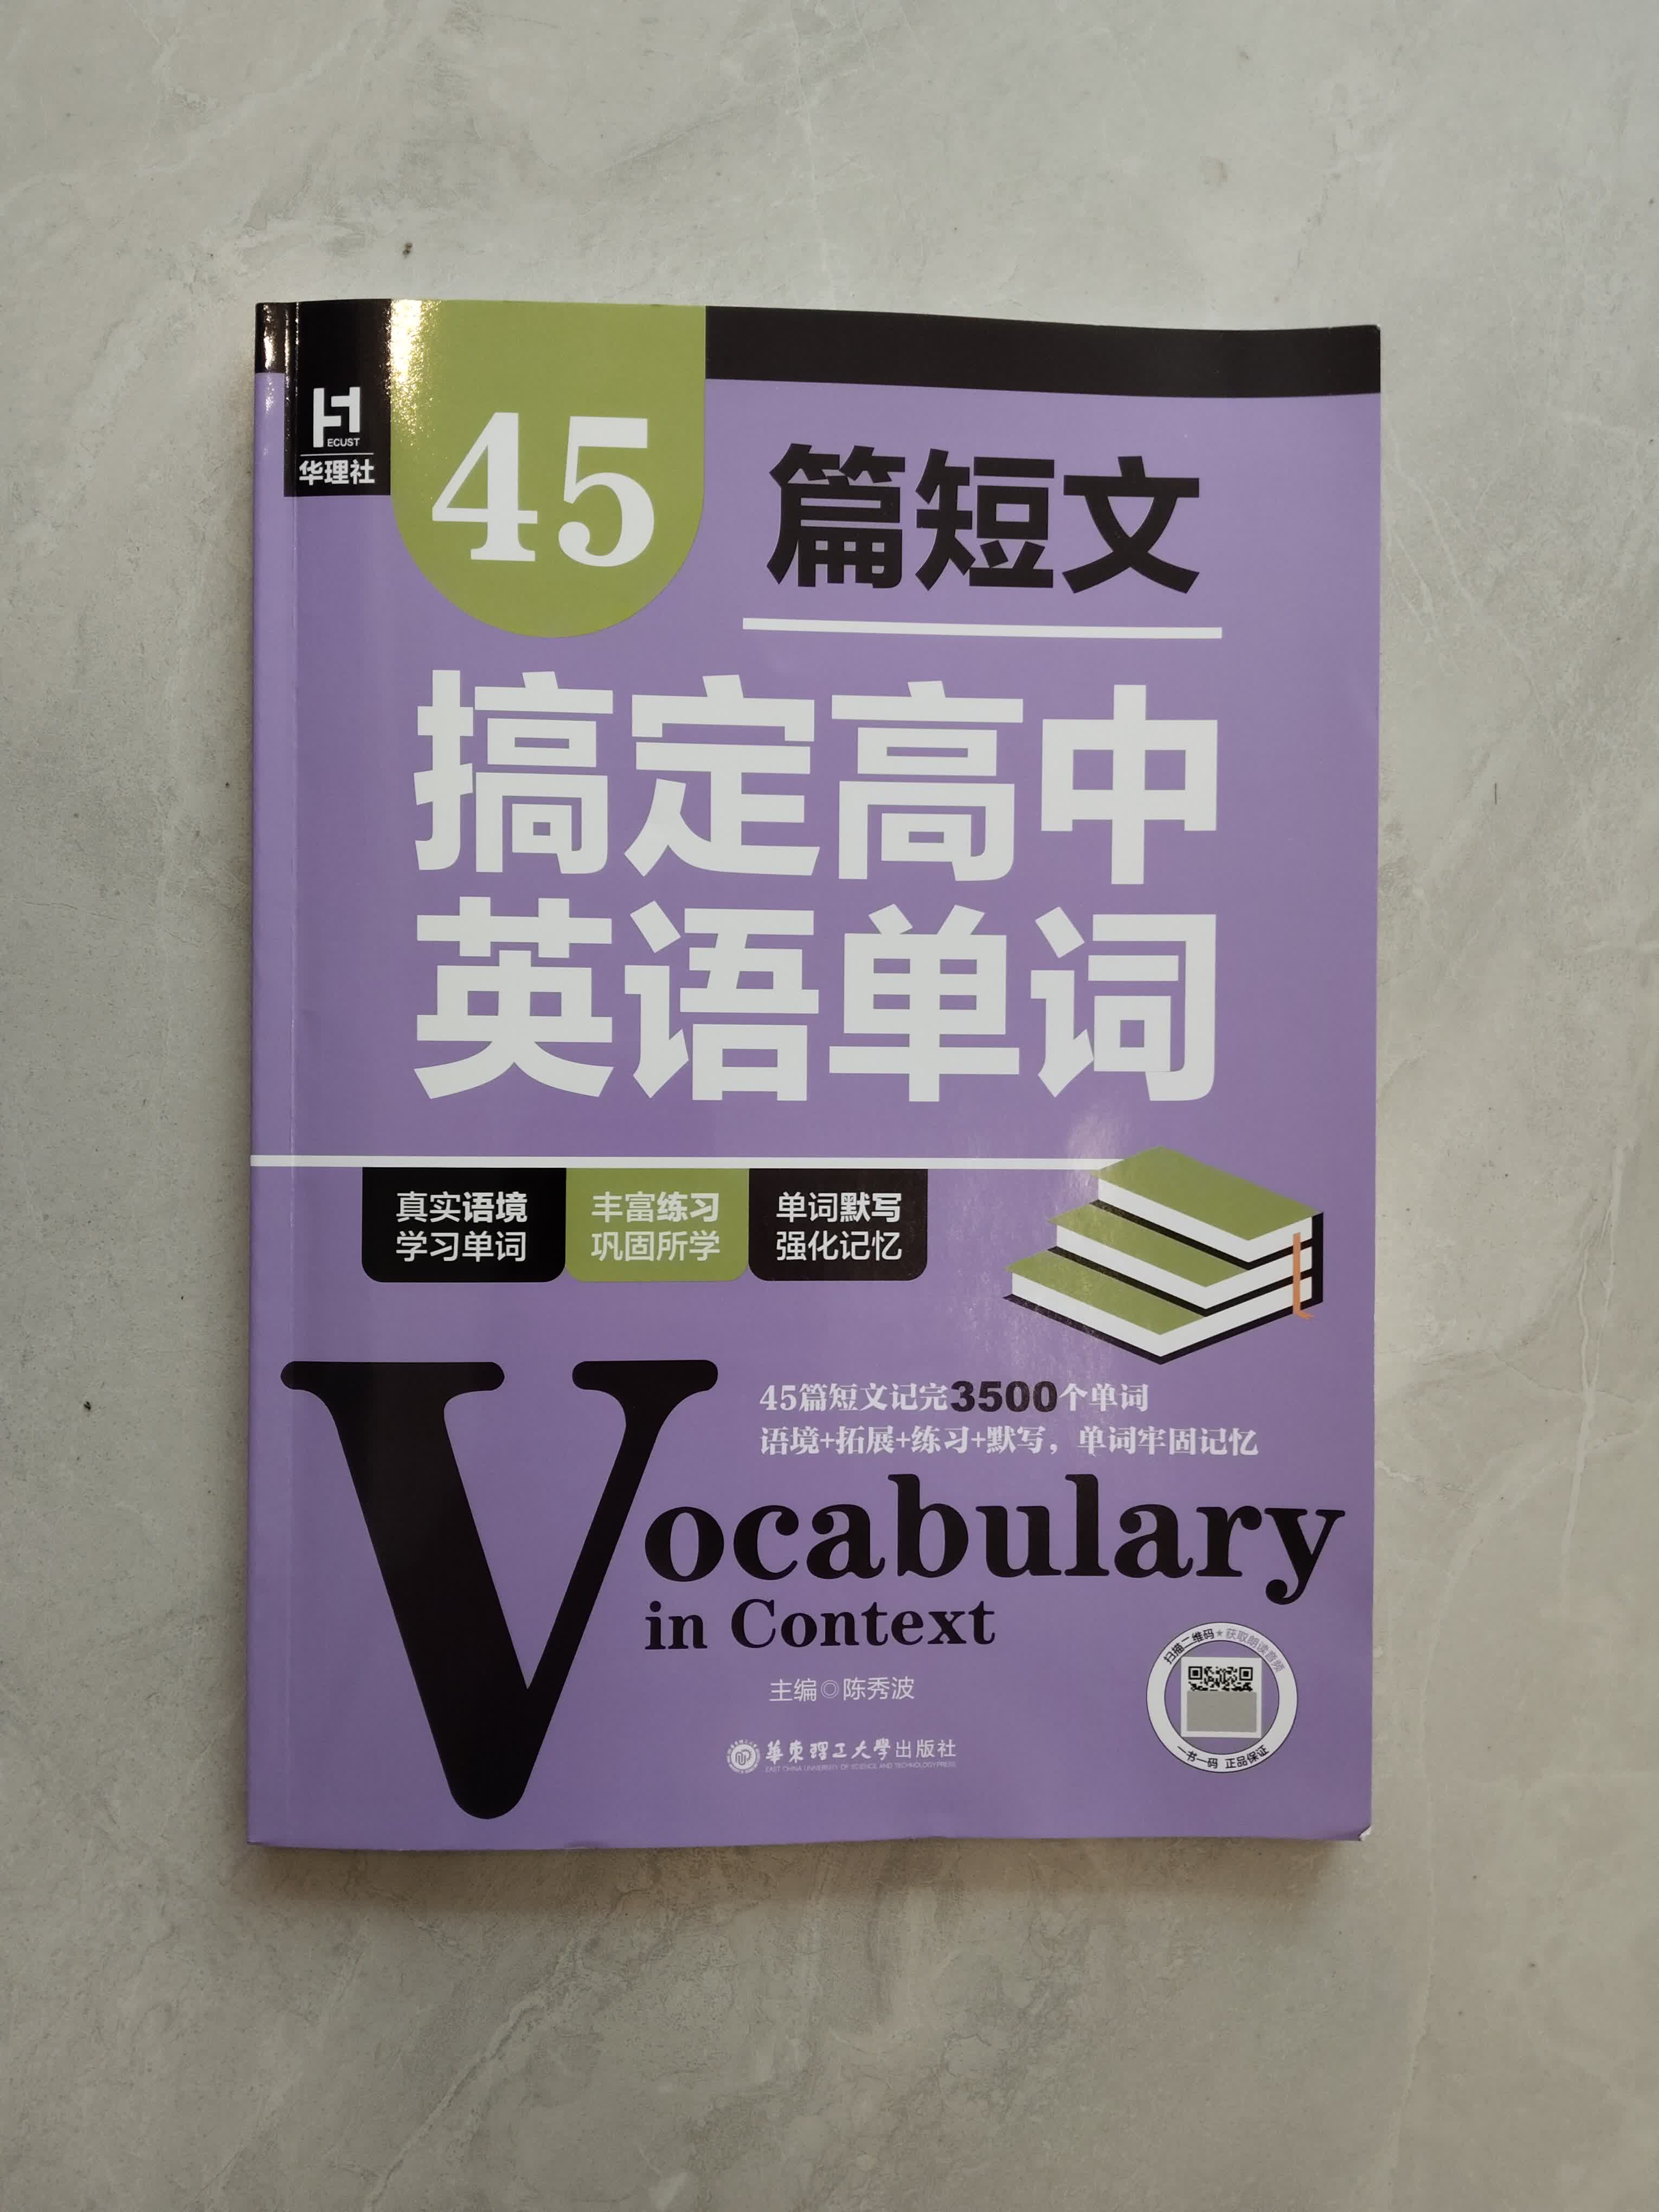 ECUST
华理社
45
篇短文
搞定高中
英语单词
真实语境
学习单词
丰富练习
巩固所学
单词默写
强化记忆
45篇短文记完3500个单词
语境+拓展+练习+默写，单词牢固记忆
Vocabulary
in Context
主编◎陈秀波
華東理工大學出版社
EAST CHINA UNIVERSITY OF SCIENCE AND TECHNOLOGY PRESS
扫描二维码★获取朗读音频
一书一码 正品保证